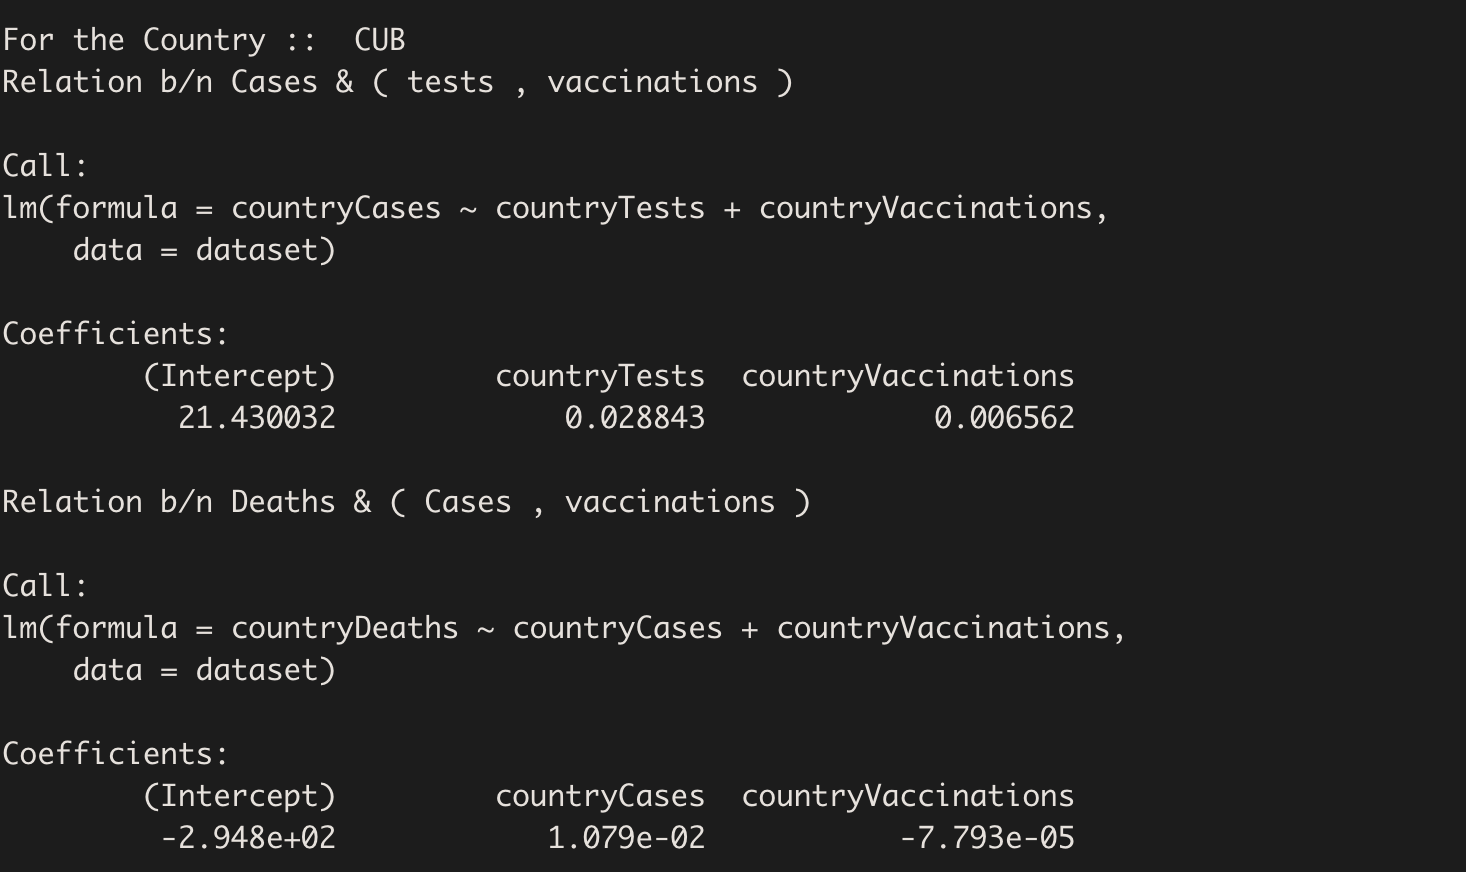 For the Country ::  CUB
Relation b/n Cases & ( tests , vaccinations )
Call:
lm(formula = countryCases ~ countryTests + countryVaccinations,
    data = dataset)
Coefficients:
        (Intercept)         countryTests  countryVaccinations
          21.430032             0.028843             0.006562
Relation b/n Deaths & ( Cases , vaccinations )
Call:
lm(formula = countryDeaths ~ countryCases + countryVaccinations,
    data = dataset)
Coefficients:
        (Intercept)         countryCases  countryVaccinations
         -2.948e+02            1.079e-02           -7.793e-05